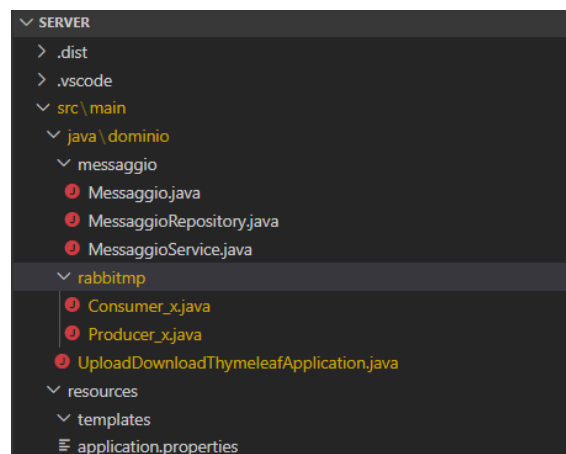 SERVER
.dist
.vscode
src\main
java\dominio
messaggio
Messaggio.java
MessaggioRepository.java
MessaggioService.java
rabbitmp
Consumer_x.java
Producer_x.java
UploadDownloadThymeleafApplication.java
resources
templates
application.properties